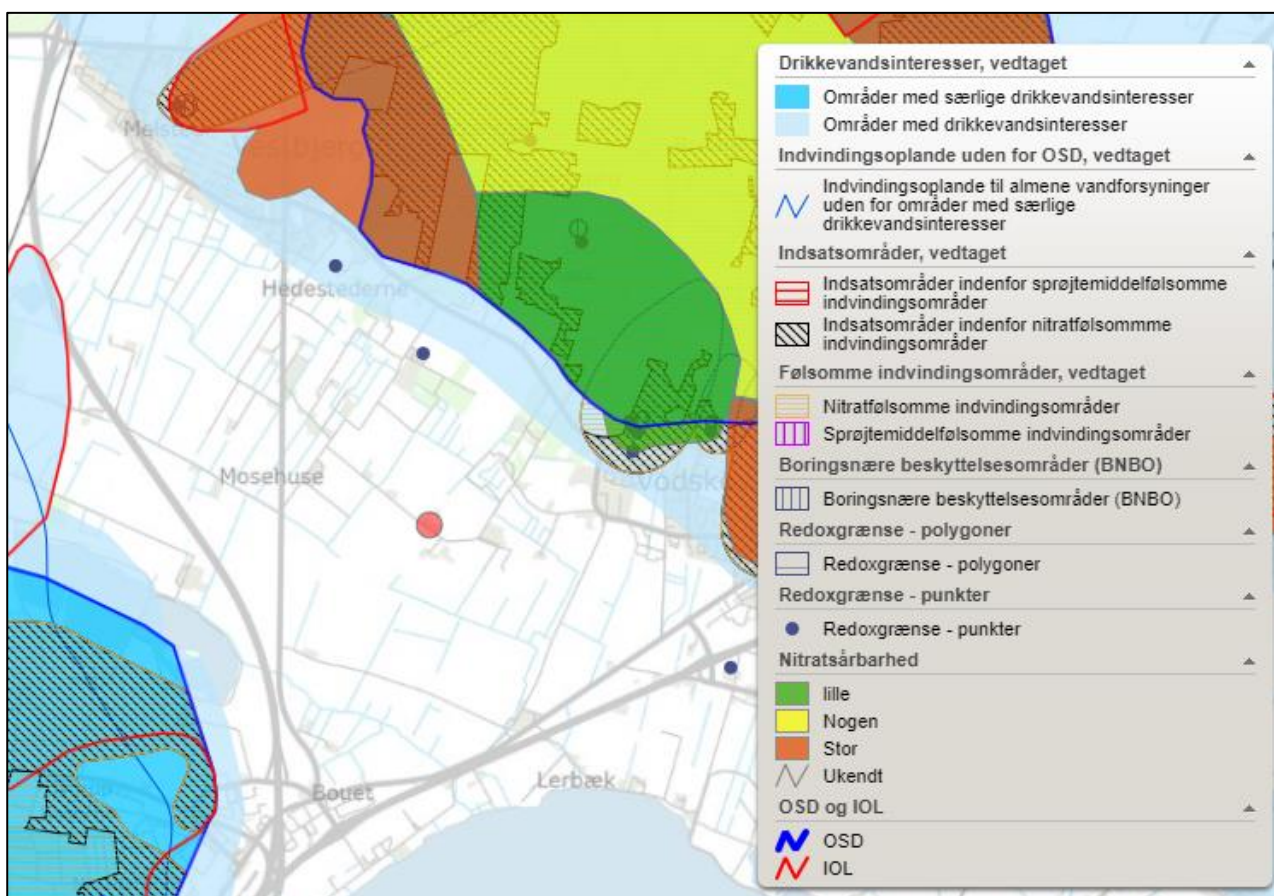 Drikkevandsinteresser, vedtaget
Områder med særlige drikkevandsinteresser
Områder med drikkevandsinteresser
Indvindingsoplande uden for OSD, vedtaget
Indvindingsoplande til almene vandforsyninger
uden for områder med særlige
drikkevandsinteresser
Indsatsområder, vedtaget
Indsatsområder indenfor sprøjtemiddelfølsomme
indvindingsområder
Indsatsområder indenfor nitratfølsommme
indvindingsområder
Følsomme indvindingsområder, vedtaget
Nitratfølsomme indvindingsområder
Sprøjtemiddelfølsomme indvindingsområder
Boringsnære beskyttelsesområder (BNBO)
Boringsnære beskyttelsesområder (BNBO)
Redoxgrænse - polygoner
Redoxgrænse - polygoner
Redoxgrænse - punkter
Redoxgrænse - punkter
Nitratsårbarhed
lille
Nogen
Stor
Ukendt
OSD og IOL
OSD
IOL
Hedestederne
Mosehuse
Bouet
Lerbæk